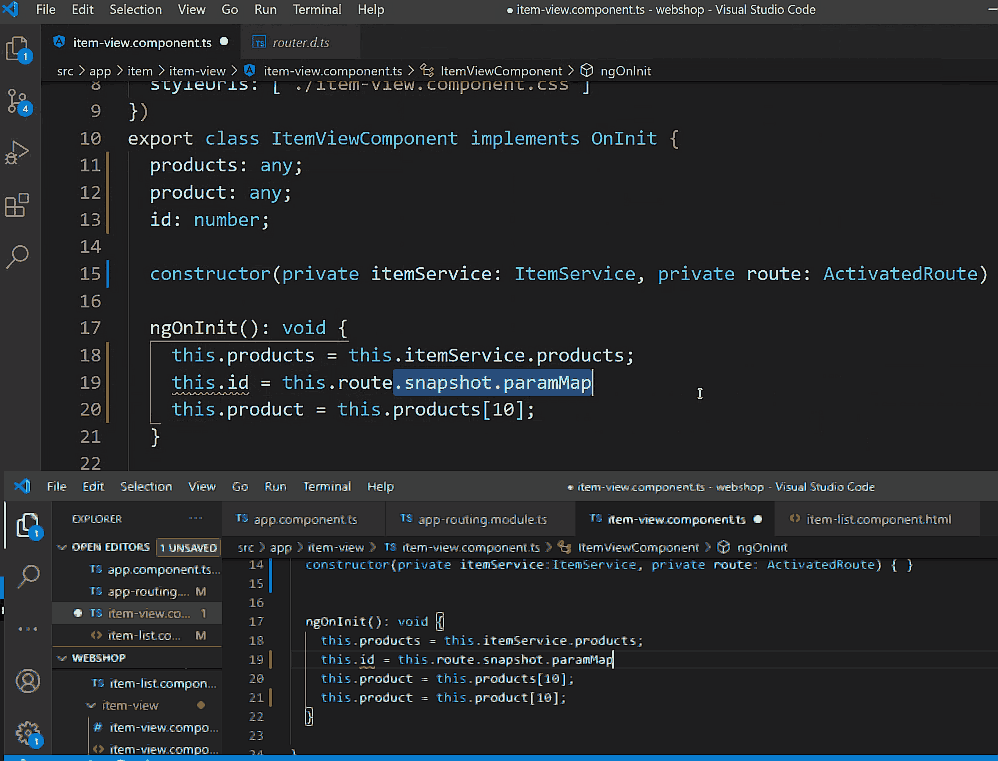 File Edit Selection View Go Run Terminal Help ● item-view.component.ts - webshop - Visual Studio Code
item-view.component.ts ● TS router.d.ts
src > app > item > item-view > item-view.component.ts > ItemViewComponent > ngOnInit
8 styleUrls: [ './item-view.component.css' ]
9 })
10 export class ItemViewComponent implements OnInit {
11 products: any;
12 product: any;
13 id: number;
14
15 constructor(private itemService: ItemService, private route: ActivatedRoute)
16
17 ngOnInit(): void {
18 this.products = this.itemService.products;
19 this.id = this.route.snapshot.paramMap
20 this.product = this.products[10];
21 }
22
1
4
File Edit Selection View Go Run Terminal Help ● item-view.component.ts - webshop - Visual Studio Code
EXPLORER ... TS app.component.ts TS app-routing.module.ts TS item-view.component.ts ● <> item-list.component.html
OPEN EDITORS 1 UNSAVED src > app > item-view > TS item-view.component.ts > ItemViewComponent > ngOnInit
TS app.component.ts...
TS app-routing.... M
● TS item-view.co... 1
<> item-list.co... M
WEBSHOP
TS item-list.compon...
item-view
# item-view.compo...
<> item-view.compo...
14 constructor(private itemService:ItemService, private route: ActivatedRoute) { }
15
16
17 ngOnInit(): void {
18 this.products = this.itemService.products;
19 this.id = this.route.snapshot.paramMap
20 this.product = this.products[10];
21 this.product = this.product[10];
22 }
23
24 }
1
1